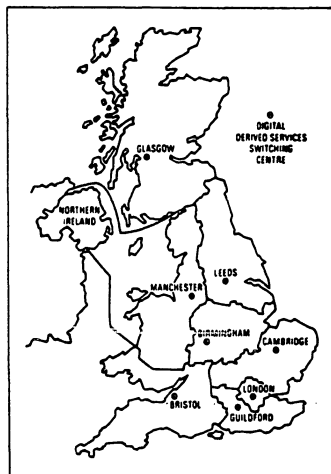 GLASGOW
DIGITAL
DERIVED SERVICES
SWITCHING
CENTRE
NORTHERN
IRELAND
LEEDS
MANCHESTER
BIRMINGHAM
CAMBRIDGE
LONDON
BRISTOL
GUILDFORD